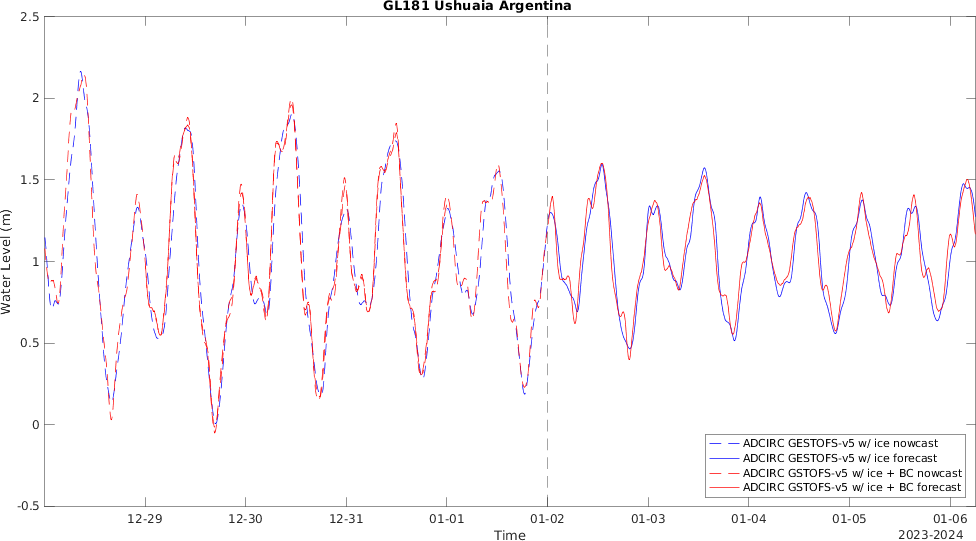 GL181 Ushuaia Argentina
2.5
2
1.5
1
0.5
0
-0.5
Water Level (m)
12-29
12-30
12-31
01-01
01-02
01-03
01-04
01-05
01-06
Time
2023-2024
ADCIRC GESTOFS-v5 w/ ice nowcast
ADCIRC GESTOFS-v5 w/ ice forecast
ADCIRC GSTOFS-v5 w/ ice + BC nowcast
ADCIRC GSTOFS-v5 w/ ice + BC forecast